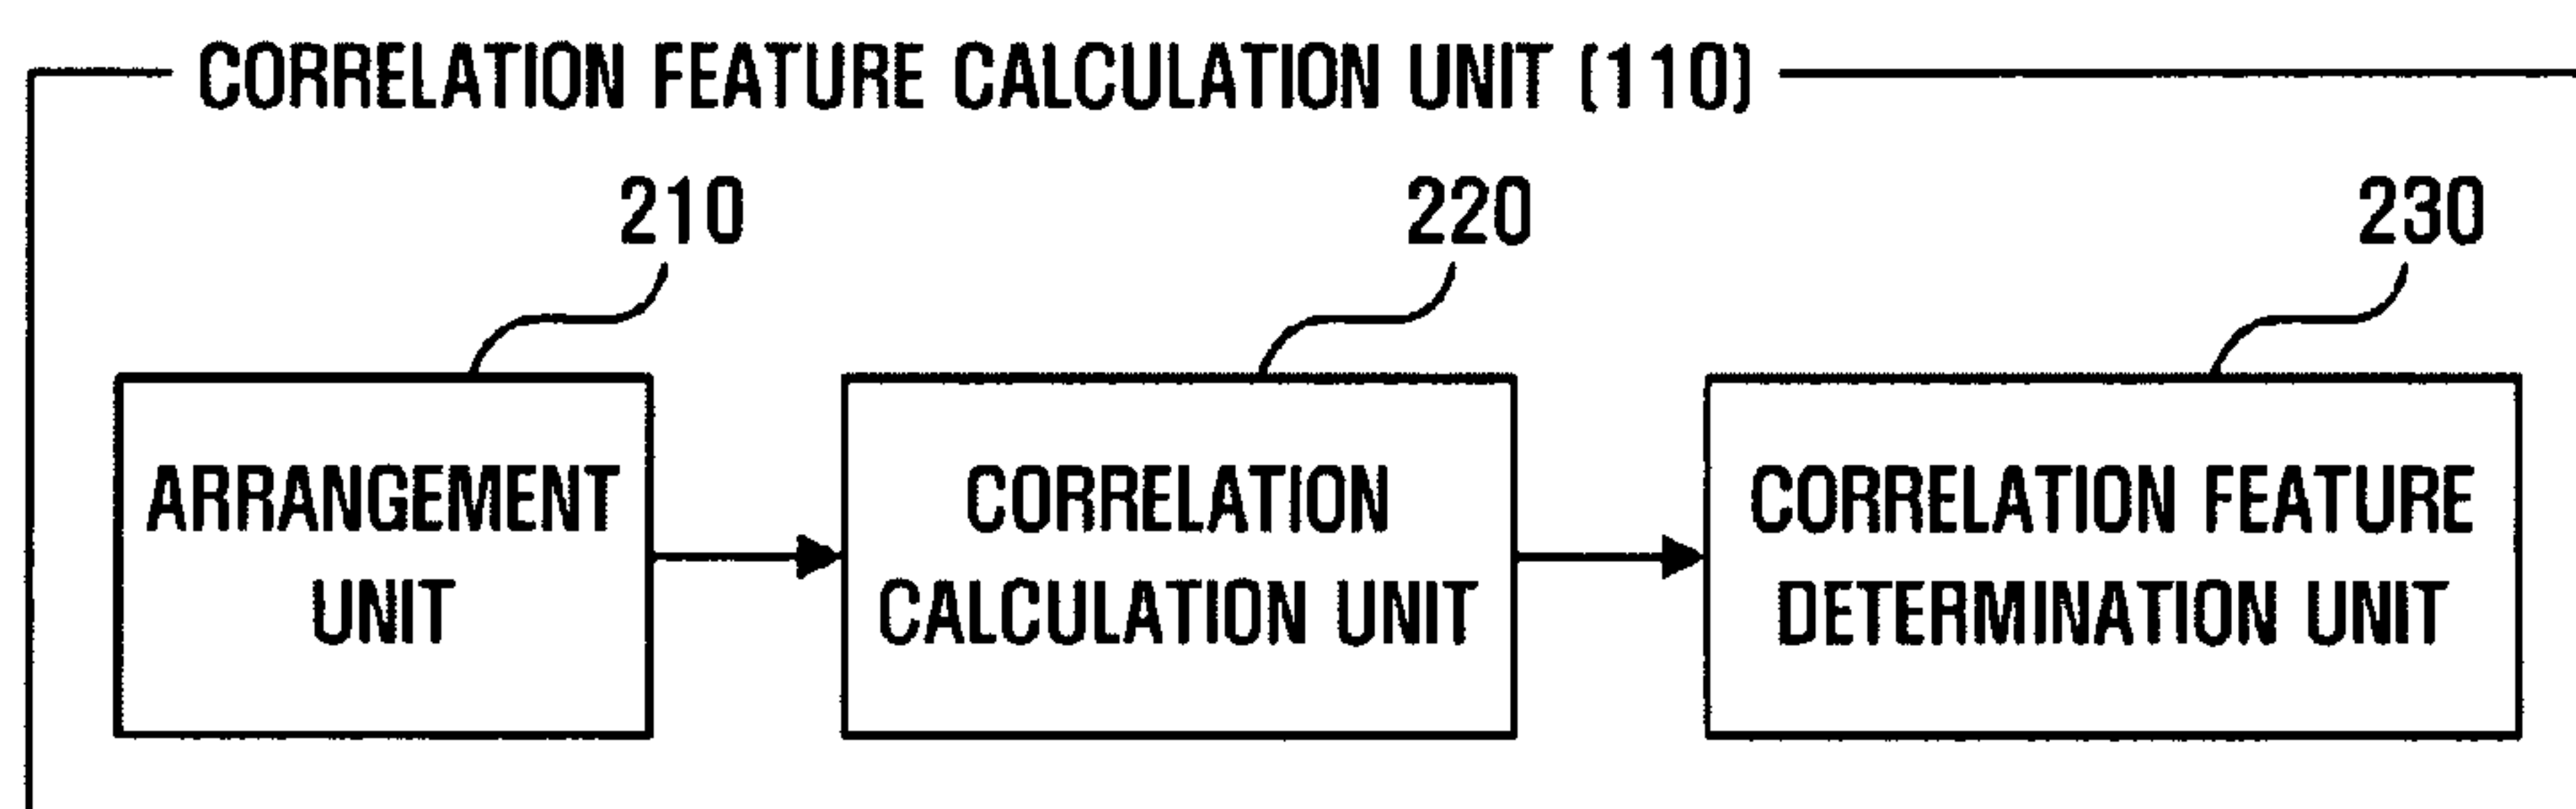 CORRELATION FEATURE CALCULATION UNIT (110)
210
220
230
ARRANGEMENT
UNIT
CORRELATION
CALCULATION UNIT
CORRELATION FEATURE
DETERMINATION UNIT